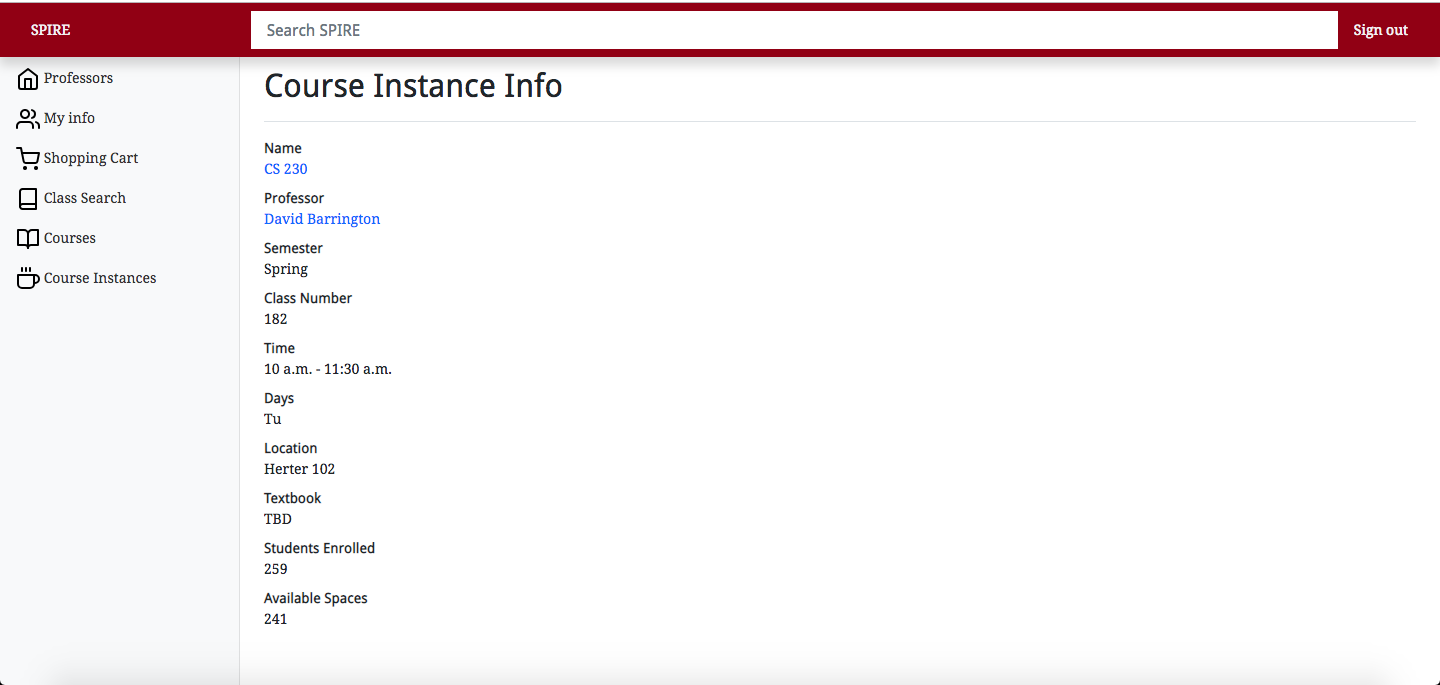 SPIRE
Search SPIRE
Sign out
Professors
My info
Shopping Cart
Class Search
Courses
Course Instances
Course Instance Info
Name
CS 230
Professor
David Barrington
Semester
Spring
Class Number
182
Time
10 a.m. - 11:30 a.m.
Days
Tu
Location
Herter 102
Textbook
TBD
Students Enrolled
259
Available Spaces
241